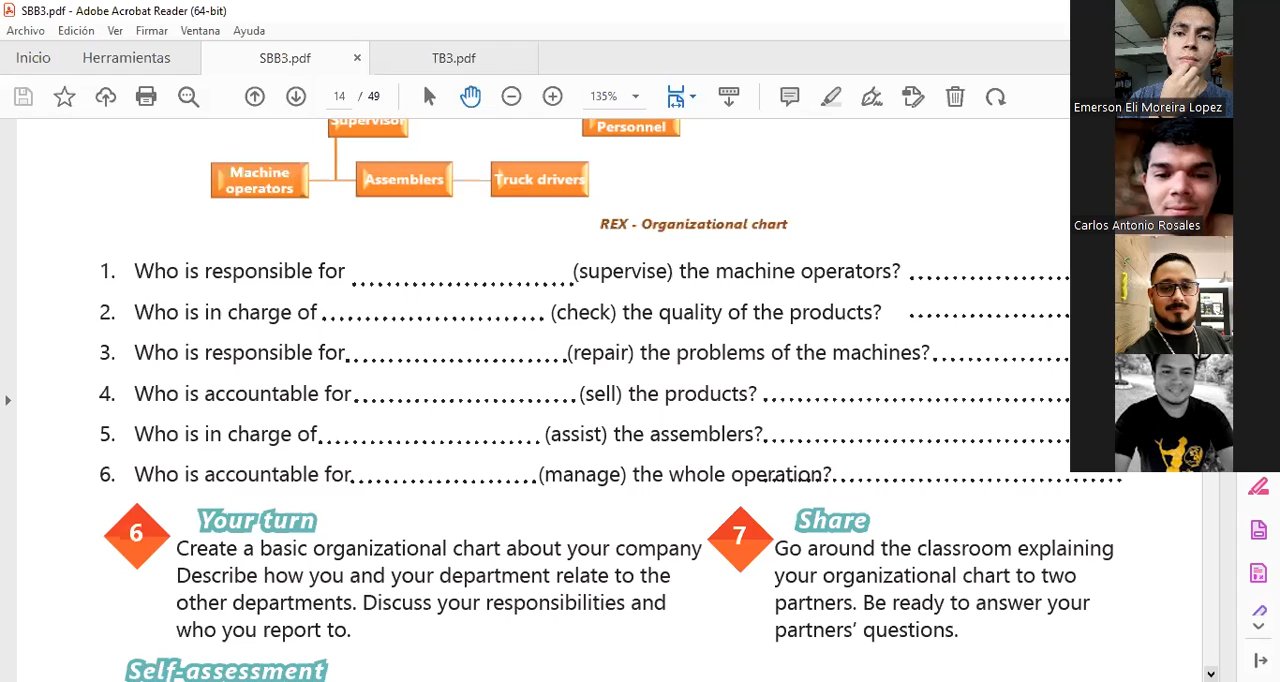 SBB3.pdf - Adobe Acrobat Reader (64-bit)
Archivo Edición Ver Firmar Ventana Ayuda
Inicio Herramientas SBB3.pdf × TB3.pdf
14 / 49 135%
Supervisor Personnel
Machine operators Assemblers Truck drivers
REX - Organizational chart
1. Who is responsible for ............................ (supervise) the machine operators? ....................
2. Who is in charge of ............................ (check) the quality of the products? ....................
3. Who is responsible for............................(repair) the problems of the machines?..................
4. Who is accountable for............................ (sell) the products? .......................................
5. Who is in charge of............................ (assist) the assemblers?.......................................
6. Who is accountable for........................(manage) the whole operation?.....................................
6 Your turn
Create a basic organizational chart about your company
Describe how you and your department relate to the
other departments. Discuss your responsibilities and
who you report to.
7 Share
Go around the classroom explaining
your organizational chart to two
partners. Be ready to answer your
partners’ questions.
Self-assessment
Emerson Eli Moreira Lopez
Carlos Antonio Rosales